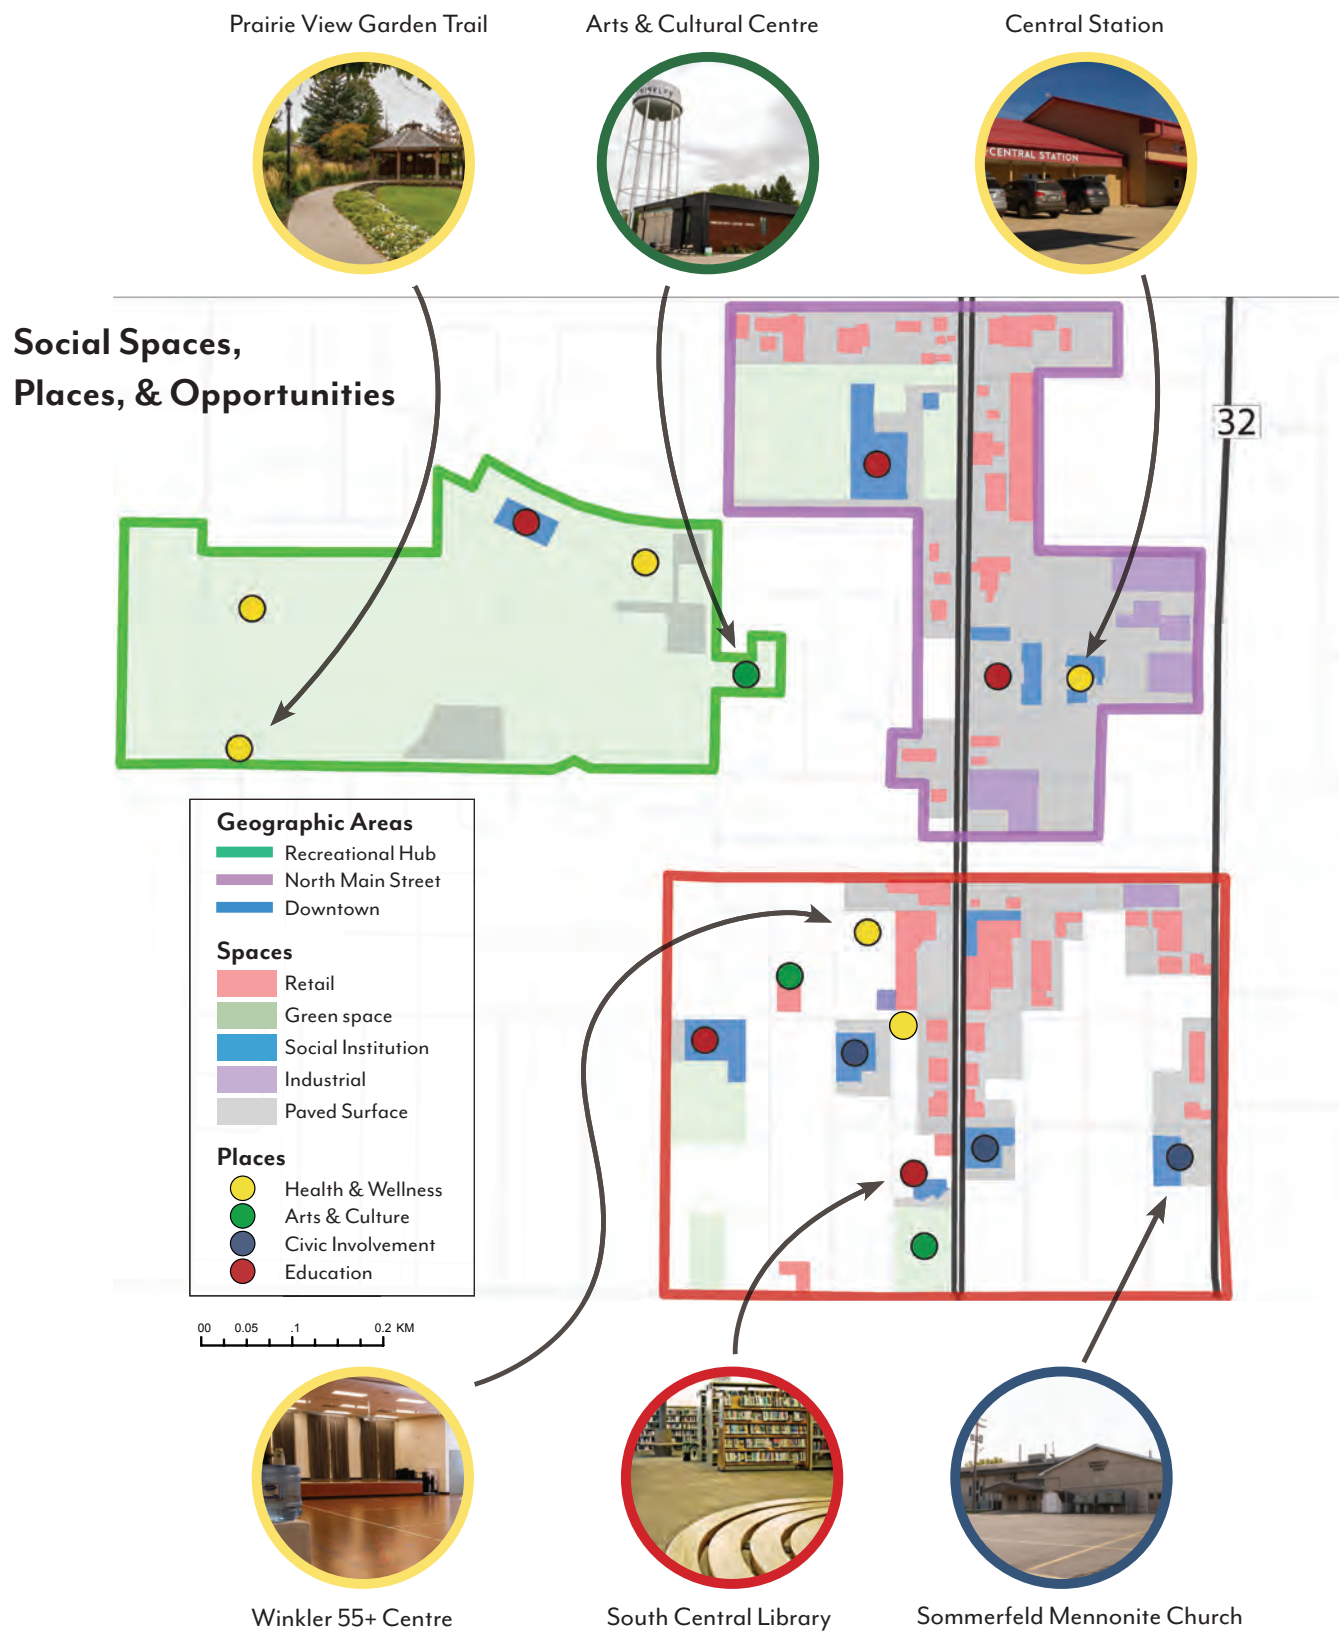 Prairie View Garden Trail
Arts & Cultural Centre
Central Station
CENTRAL STATION
Social Spaces,
Places, & Opportunities
32
Geographic Areas
Recreational Hub
North Main Street
Downtown
Spaces
Retail
Green space
Social Institution
Industrial
Paved Surface
Places
Health & Wellness
Arts & Culture
Civic Involvement
Education
00 0.05 .1 0.2 KM
Winkler 55+ Centre
South Central Library
Sommerfeld Mennonite Church